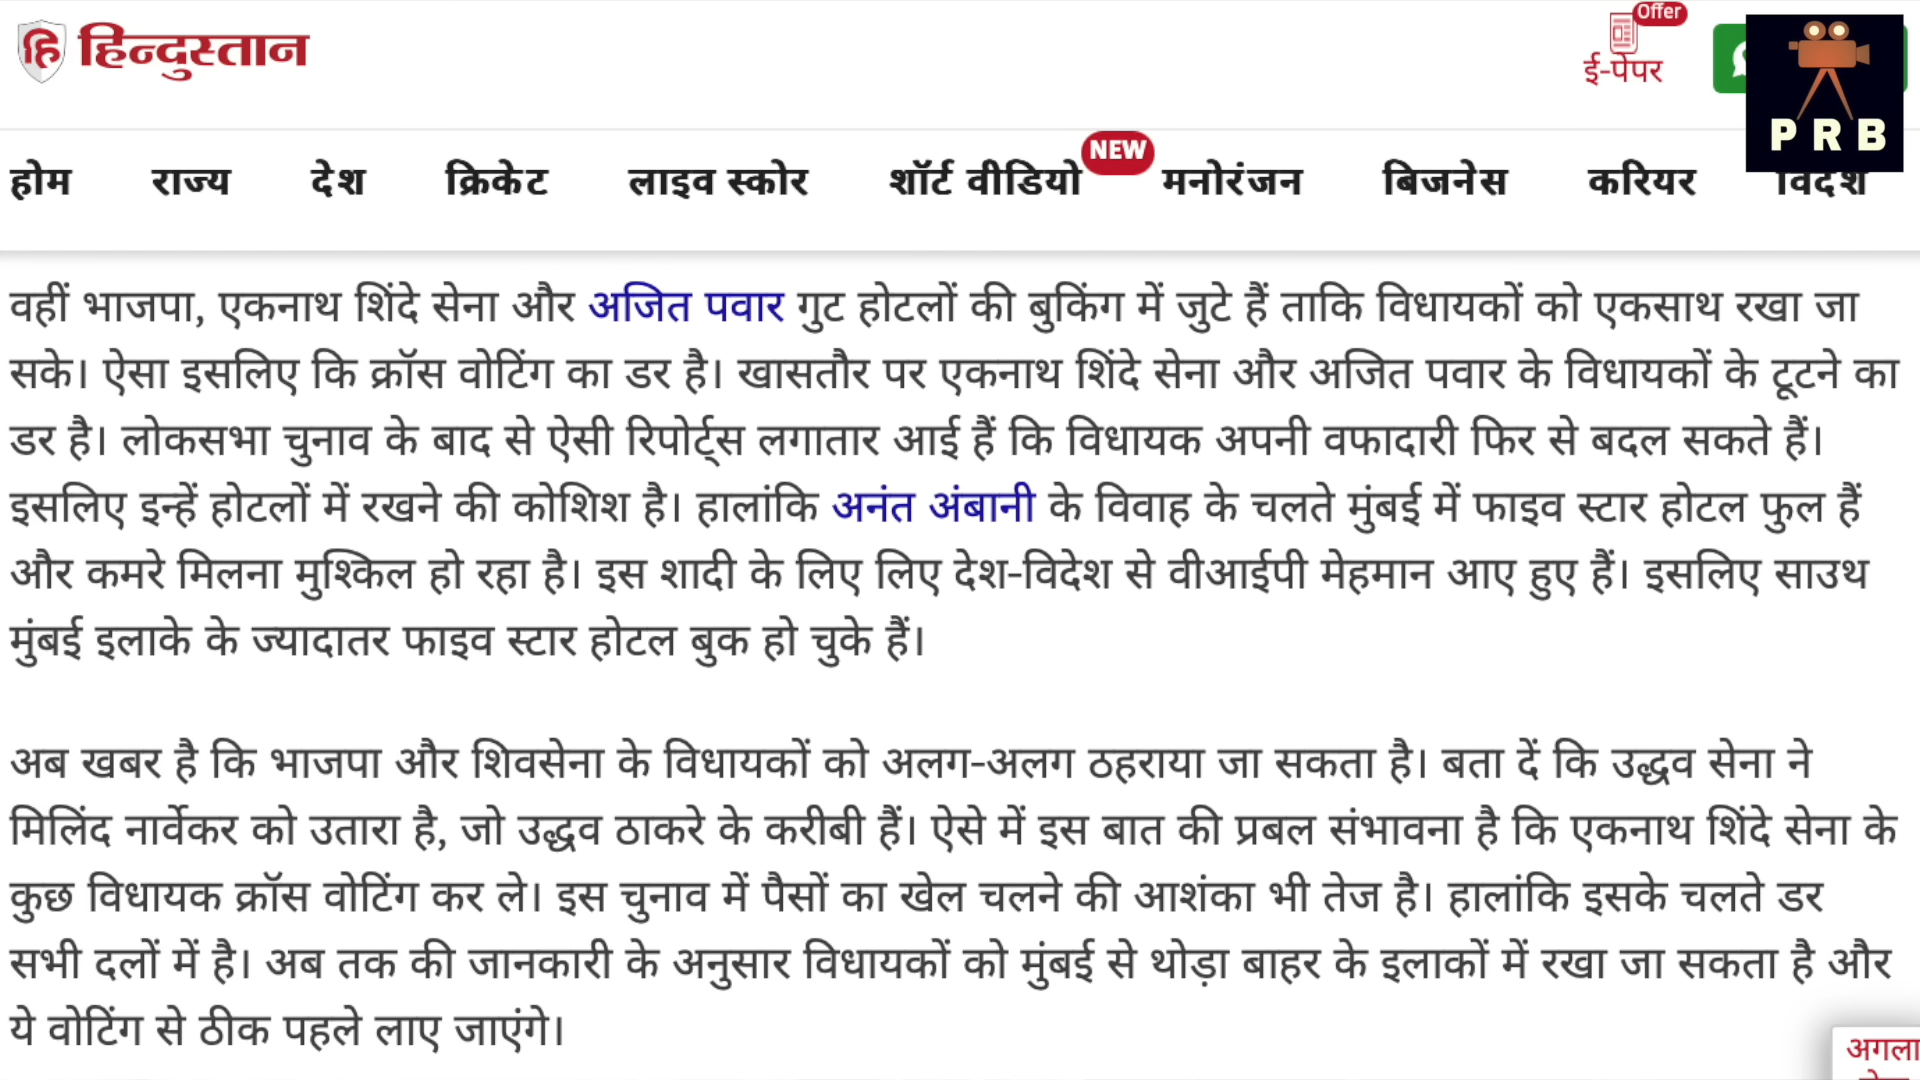 हि हिन्दुस्तान
Offer
ई-पेपर
P R B
NEW
होम राज्य देश क्रिकेट लाइव स्कोर शॉर्ट वीडियो मनोरंजन बिजनेस करियर विदेश
वहीं भाजपा, एकनाथ शिंदे सेना और अजित पवार गुट होटलों की बुकिंग में जुटे हैं ताकि विधायकों को एकसाथ रखा जा
सके। ऐसा इसलिए कि क्रॉस वोटिंग का डर है। खासतौर पर एकनाथ शिंदे सेना और अजित पवार के विधायकों के टूटने का
डर है। लोकसभा चुनाव के बाद से ऐसी रिपोर्ट्स लगातार आई हैं कि विधायक अपनी वफादारी फिर से बदल सकते हैं।
इसलिए इन्हें होटलों में रखने की कोशिश है। हालांकि अनंत अंबानी के विवाह के चलते मुंबई में फाइव स्टार होटल फुल हैं
और कमरे मिलना मुश्किल हो रहा है। इस शादी के लिए लिए देश-विदेश से वीआईपी मेहमान आए हुए हैं। इसलिए साउथ
मुंबई इलाके के ज्यादातर फाइव स्टार होटल बुक हो चुके हैं।
अब खबर है कि भाजपा और शिवसेना के विधायकों को अलग-अलग ठहराया जा सकता है। बता दें कि उद्धव सेना ने
मिलिंद नार्वेकर को उतारा है, जो उद्धव ठाकरे के करीबी हैं। ऐसे में इस बात की प्रबल संभावना है कि एकनाथ शिंदे सेना के
कुछ विधायक क्रॉस वोटिंग कर ले। इस चुनाव में पैसों का खेल चलने की आशंका भी तेज है। हालांकि इसके चलते डर
सभी दलों में है। अब तक की जानकारी के अनुसार विधायकों को मुंबई से थोड़ा बाहर के इलाकों में रखा जा सकता है और
ये वोटिंग से ठीक पहले लाए जाएंगे।
अगला